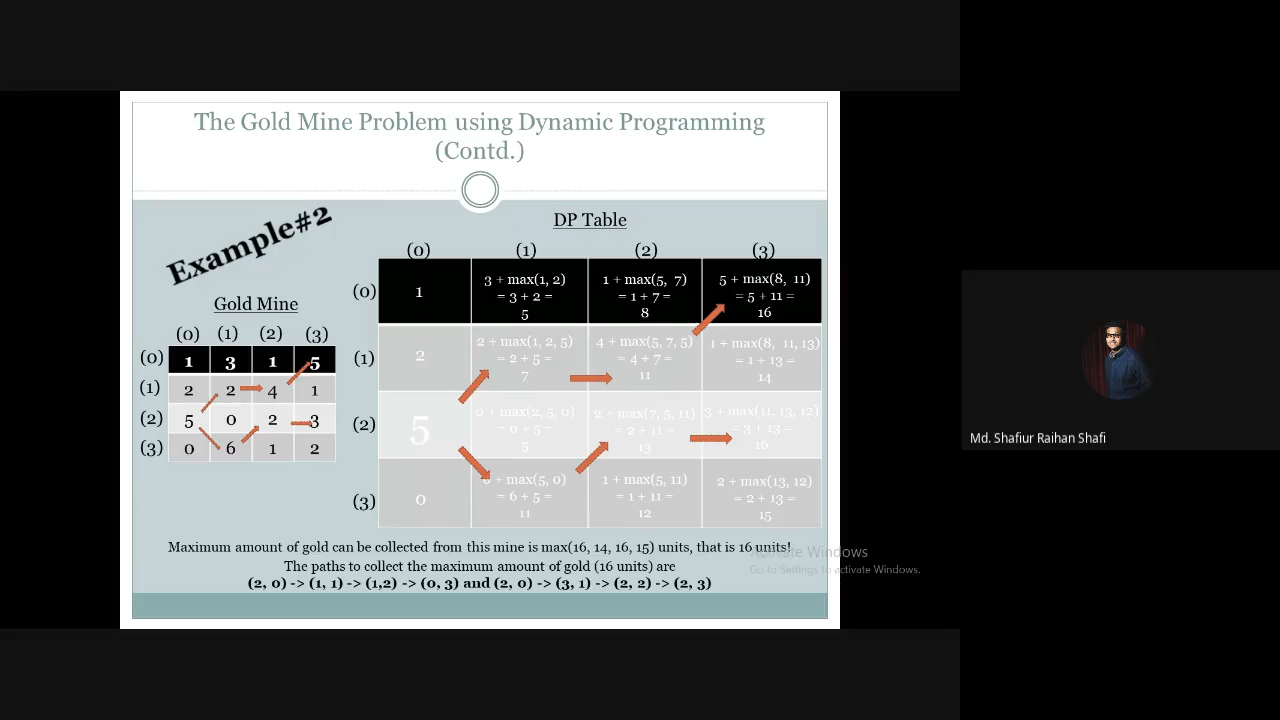 The Gold Mine Problem using Dynamic Programming
(Contd.)
Example#2
DP Table
(0) (1) (2) (3)
(0) 1 3 + max(1, 2) = 3 + 2 = 5 1 + max(5, 7) = 1 + 7 = 8 5 + max(8, 11) = 5 + 11 = 16
(1) 2 2 + max(1, 2, 5) = 2 + 5 = 7 4 + max(5, 7, 5) = 4 + 7 = 11 1 + max(8, 11, 13) = 1 + 13 = 14
(2) 5 0 + max(2, 5, 0) = 0 + 5 = 5 2 + max(7, 5, 11) = 2 + 11 = 13 3 + max(11, 13, 12) = 3 + 13 = 16
(3) 0 6 + max(5, 0) = 6 + 5 = 11 1 + max(5, 11) = 1 + 11 = 12 2 + max(13, 12) = 2 + 13 = 15
Gold Mine
(0) (1) (2) (3)
(0) 1 3 1 5
(1) 2 2 4 1
(2) 5 0 2 3
(3) 0 6 1 2
Maximum amount of gold can be collected from this mine is max(16, 14, 16, 15) units, that is 16 units!
The paths to collect the maximum amount of gold (16 units) are
(2, 0) -> (1, 1) -> (1,2) -> (0, 3) and (2, 0) -> (3, 1) -> (2, 2) -> (2, 3)
Activate Windows
Go to Settings to activate Windows.
Md. Shafiur Raihan Shafi